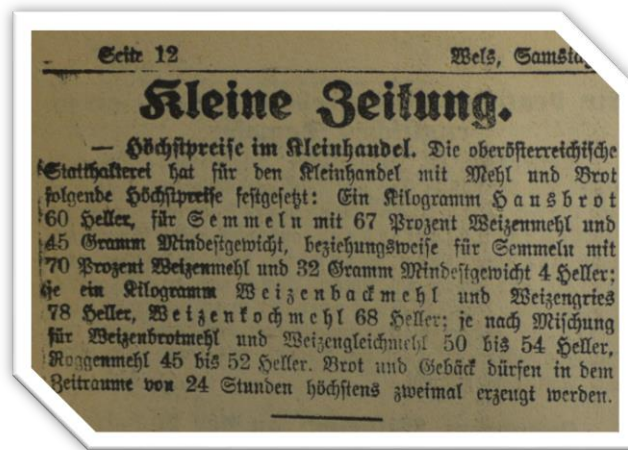 Seite 12 Wels, Samstag
Kleine Zeitung.
— Höchstpreise im Kleinhandel. Die oberösterreichische
Statthalterei hat für den Kleinhandel mit Mehl und Brot
folgende Höchstpreise festgesetzt: Ein Kilogramm Hausbrot
60 Heller, für Semmeln mit 67 Prozent Weizenmehl und
45 Gramm Mindestgewicht, beziehungsweise für Semmeln mit
70 Prozent Weizenmehl und 32 Gramm Mindestgewicht 4 Heller;
je ein Kilogramm Weizenbackmehl und Weizengries
78 Heller, Weizenkochmehl 68 Heller; je nach Mischung
für Weizenbrotmehl und Weizengleichmehl 50 bis 54 Heller,
Roggenmehl 45 bis 52 Heller. Brot und Gebäck dürfen in dem
Zeitraume von 24 Stunden höchstens zweimal erzeugt werden.